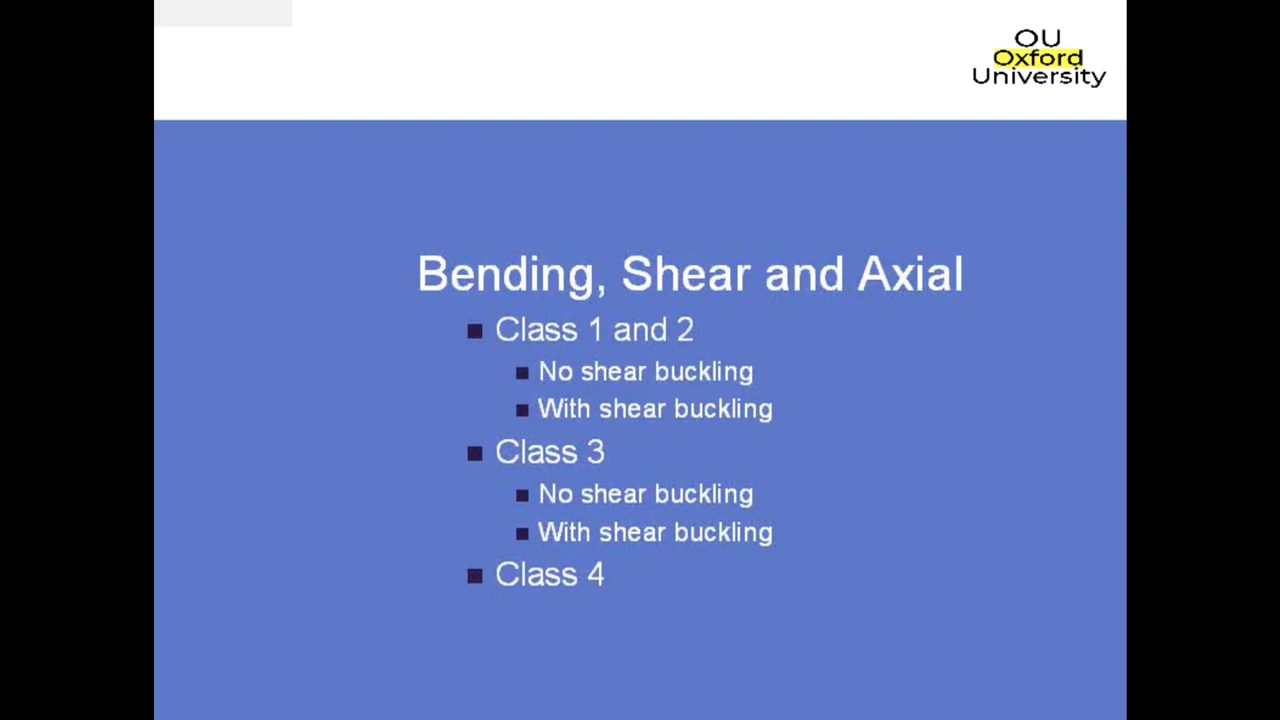 OU
Oxford
University
Bending, Shear and Axial
Class 1 and 2
No shear buckling
With shear buckling
Class 3
No shear buckling
With shear buckling
Class 4